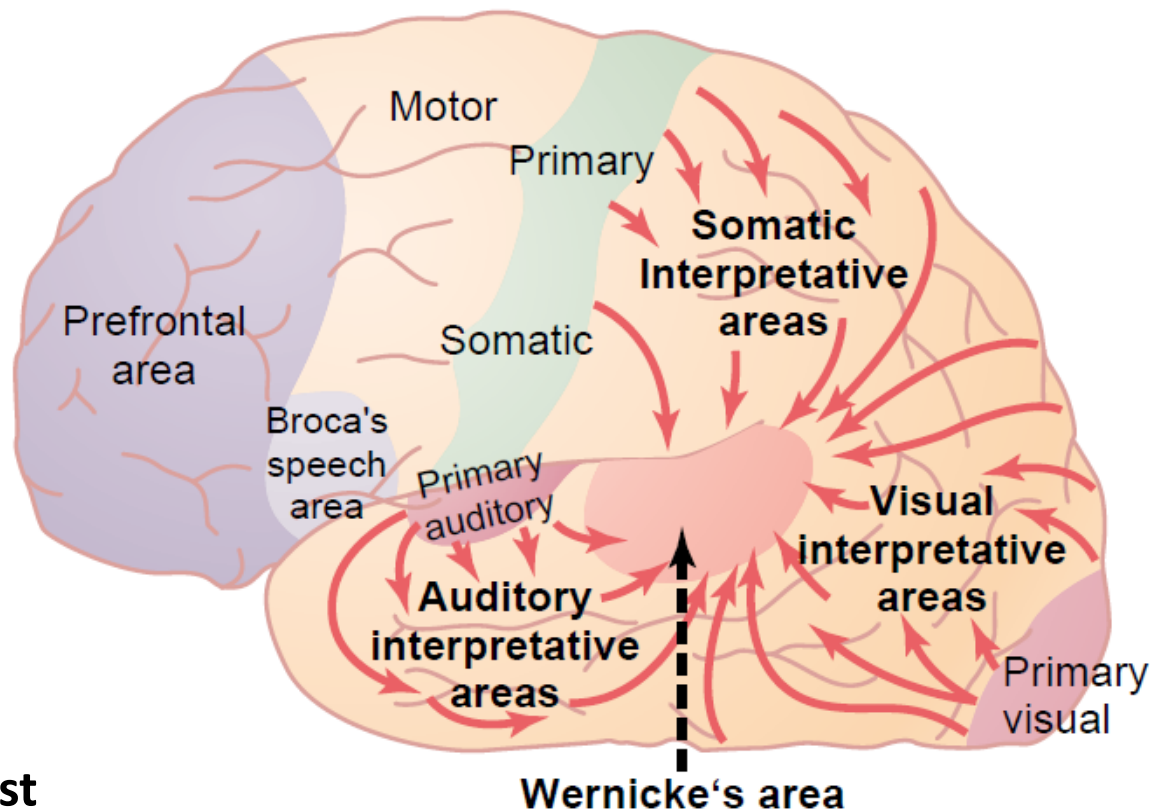 Motor
Primary
Somatic
Interpretative
areas
Prefrontal
area
Somatic
Broca's
speech
area
Primary
auditory
Auditory
interpretative
areas
Visual
interpretative
areas
Primary
visual
st
Wernicke‘s area